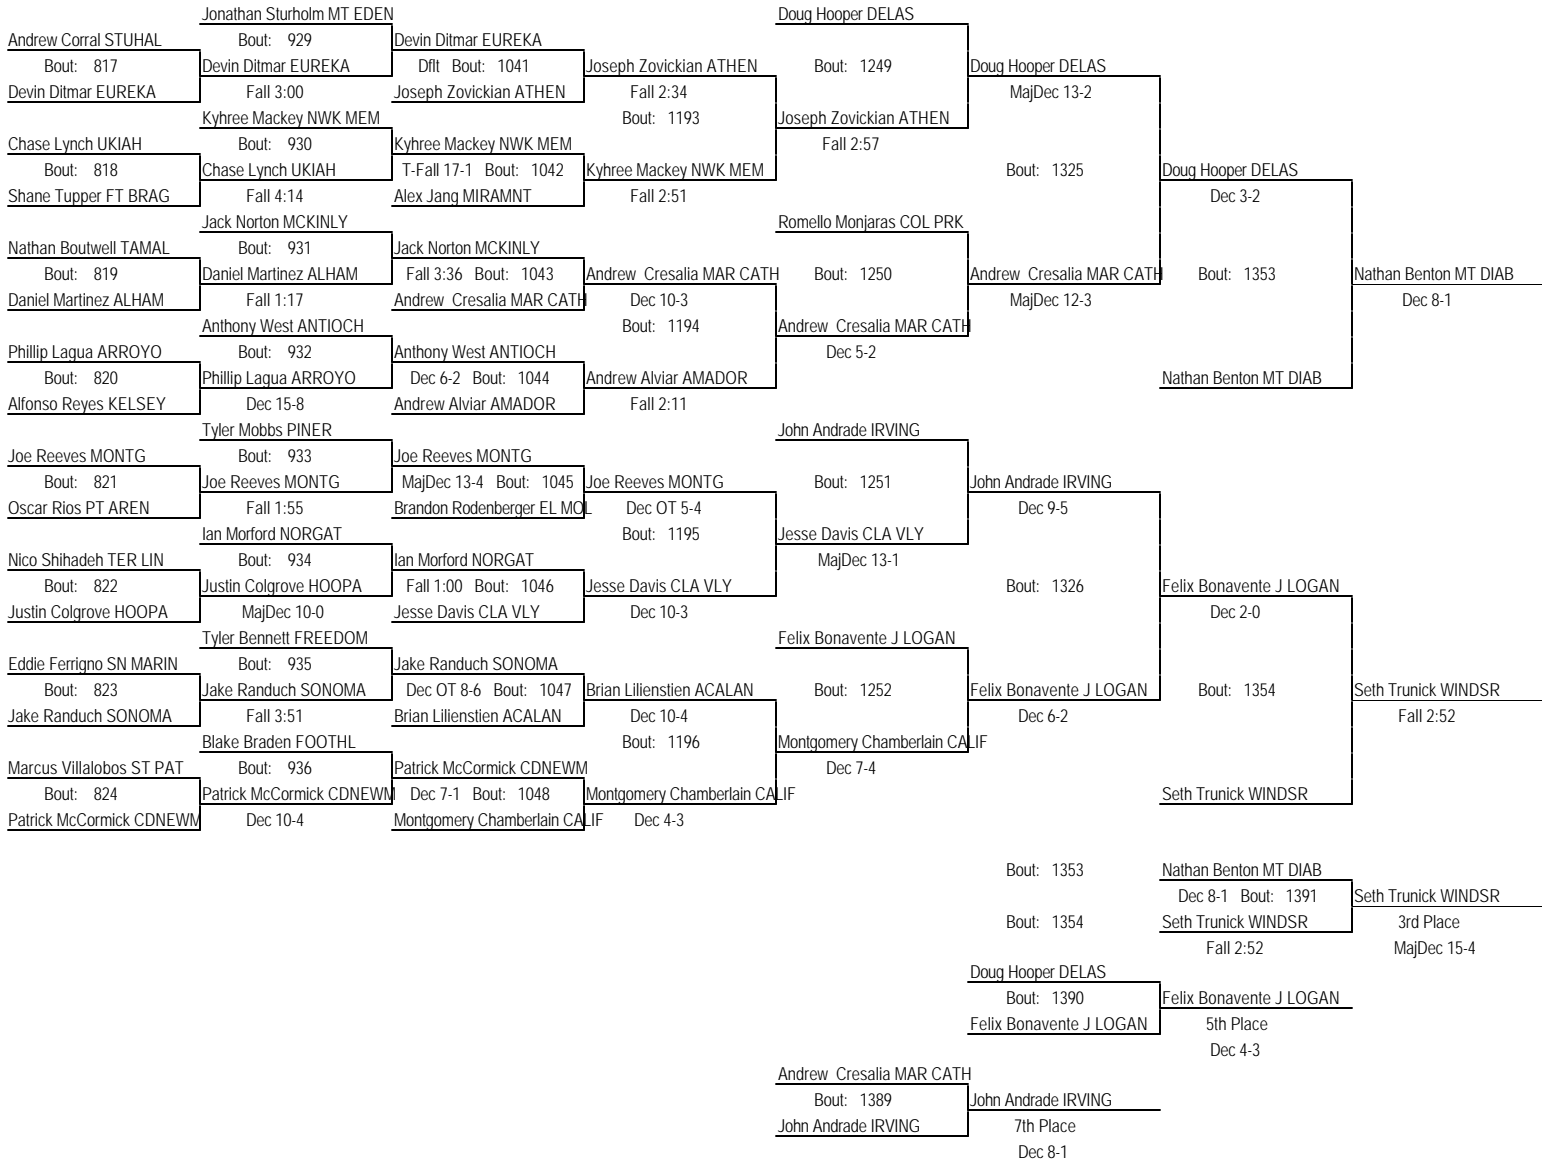 Jonathan Sturholm MT EDEN
Doug Hooper DELAS
Andrew Corral STUHAL
Bout: 929
Devin Ditmar EUREKA
Bout: 817
Devin Ditmar EUREKA
Dflt Bout: 1041
Joseph Zovickian ATHEN
Bout: 1249
Doug Hooper DELAS
Devin Ditmar EUREKA
Fall 3:00
Joseph Zovickian ATHEN
Fall 2:34
MajDec 13-2
Kyhree Mackey NWK MEM
Bout: 1193
Joseph Zovickian ATHEN
Chase Lynch UKIAH
Bout: 930
Kyhree Mackey NWK MEM
Fall 2:57
Bout: 818
Chase Lynch UKIAH
T-Fall 17-1 Bout: 1042
Kyhree Mackey NWK MEM
Bout: 1325
Doug Hooper DELAS
Shane Tupper FT BRAG
Fall 4:14
Alex Jang MIRAMNT
Fall 2:51
Dec 3-2
Jack Norton MCKINLY
Romello Monjaras COL PRK
Nathan Boutwell TAMAL
Bout: 931
Jack Norton MCKINLY
Bout: 819
Daniel Martinez ALHAM
Fall 3:36 Bout: 1043
Andrew Cresalia MAR CATH
Bout: 1250
Andrew Cresalia MAR CATH
Bout: 1353
Nathan Benton MT DIAB
Daniel Martinez ALHAM
Fall 1:17
Andrew Cresalia MAR CATH
Dec 10-3
MajDec 12-3
Dec 8-1
Anthony West ANTIOCH
Bout: 1194
Andrew Cresalia MAR CATH
Phillip Lagua ARROYO
Bout: 932
Anthony West ANTIOCH
Dec 5-2
Bout: 820
Phillip Lagua ARROYO
Dec 6-2 Bout: 1044
Andrew Alviar AMADOR
Nathan Benton MT DIAB
Alfonso Reyes KELSEY
Dec 15-8
Andrew Alviar AMADOR
Fall 2:11
Tyler Mobbs PINER
John Andrade IRVING
Joe Reeves MONTG
Bout: 933
Joe Reeves MONTG
Bout: 821
Joe Reeves MONTG
MajDec 13-4 Bout: 1045
Joe Reeves MONTG
Bout: 1251
John Andrade IRVING
Oscar Rios PT AREN
Fall 1:55
Brandon Rodenberger EL MOL
Dec OT 5-4
Dec 9-5
Ian Morford NORGAT
Bout: 1195
Jesse Davis CLA VLY
Nico Shihadeh TER LIN
Bout: 934
Ian Morford NORGAT
MajDec 13-1
Bout: 822
Justin Colgrove HOOPA
Fall 1:00 Bout: 1046
Jesse Davis CLA VLY
Bout: 1326
Felix Bonavente J LOGAN
Justin Colgrove HOOPA
MajDec 10-0
Jesse Davis CLA VLY
Dec 10-3
Dec 2-0
Tyler Bennett FREEDOM
Felix Bonavente J LOGAN
Eddie Ferrigno SN MARIN
Bout: 935
Jake Randuch SONOMA
Bout: 823
Jake Randuch SONOMA
Dec OT 8-6 Bout: 1047
Brian Lilienstien ACALAN
Bout: 1252
Felix Bonavente J LOGAN
Bout: 1354
Seth Trunick WINDSR
Jake Randuch SONOMA
Fall 3:51
Brian Lilienstien ACALAN
Dec 10-4
Dec 6-2
Fall 2:52
Blake Braden FOOTHL
Bout: 1196
Montgomery Chamberlain CALIF
Marcus Villalobos ST PAT
Bout: 936
Patrick McCormick CDNEWM
Dec 7-4
Bout: 824
Patrick McCormick CDNEWM
Dec 7-1 Bout: 1048
Montgomery Chamberlain CALIF
Seth Trunick WINDSR
Patrick McCormick CDNEWM
Dec 10-4
Montgomery Chamberlain CALIF
Dec 4-3
Bout: 1353
Nathan Benton MT DIAB
Dec 8-1 Bout: 1391
Seth Trunick WINDSR
Bout: 1354
Seth Trunick WINDSR
3rd Place
Fall 2:52
MajDec 15-4
Doug Hooper DELAS
Bout: 1390
Felix Bonavente J LOGAN
Felix Bonavente J LOGAN
5th Place
Dec 4-3
Andrew Cresalia MAR CATH
Bout: 1389
John Andrade IRVING
John Andrade IRVING
7th Place
Dec 8-1